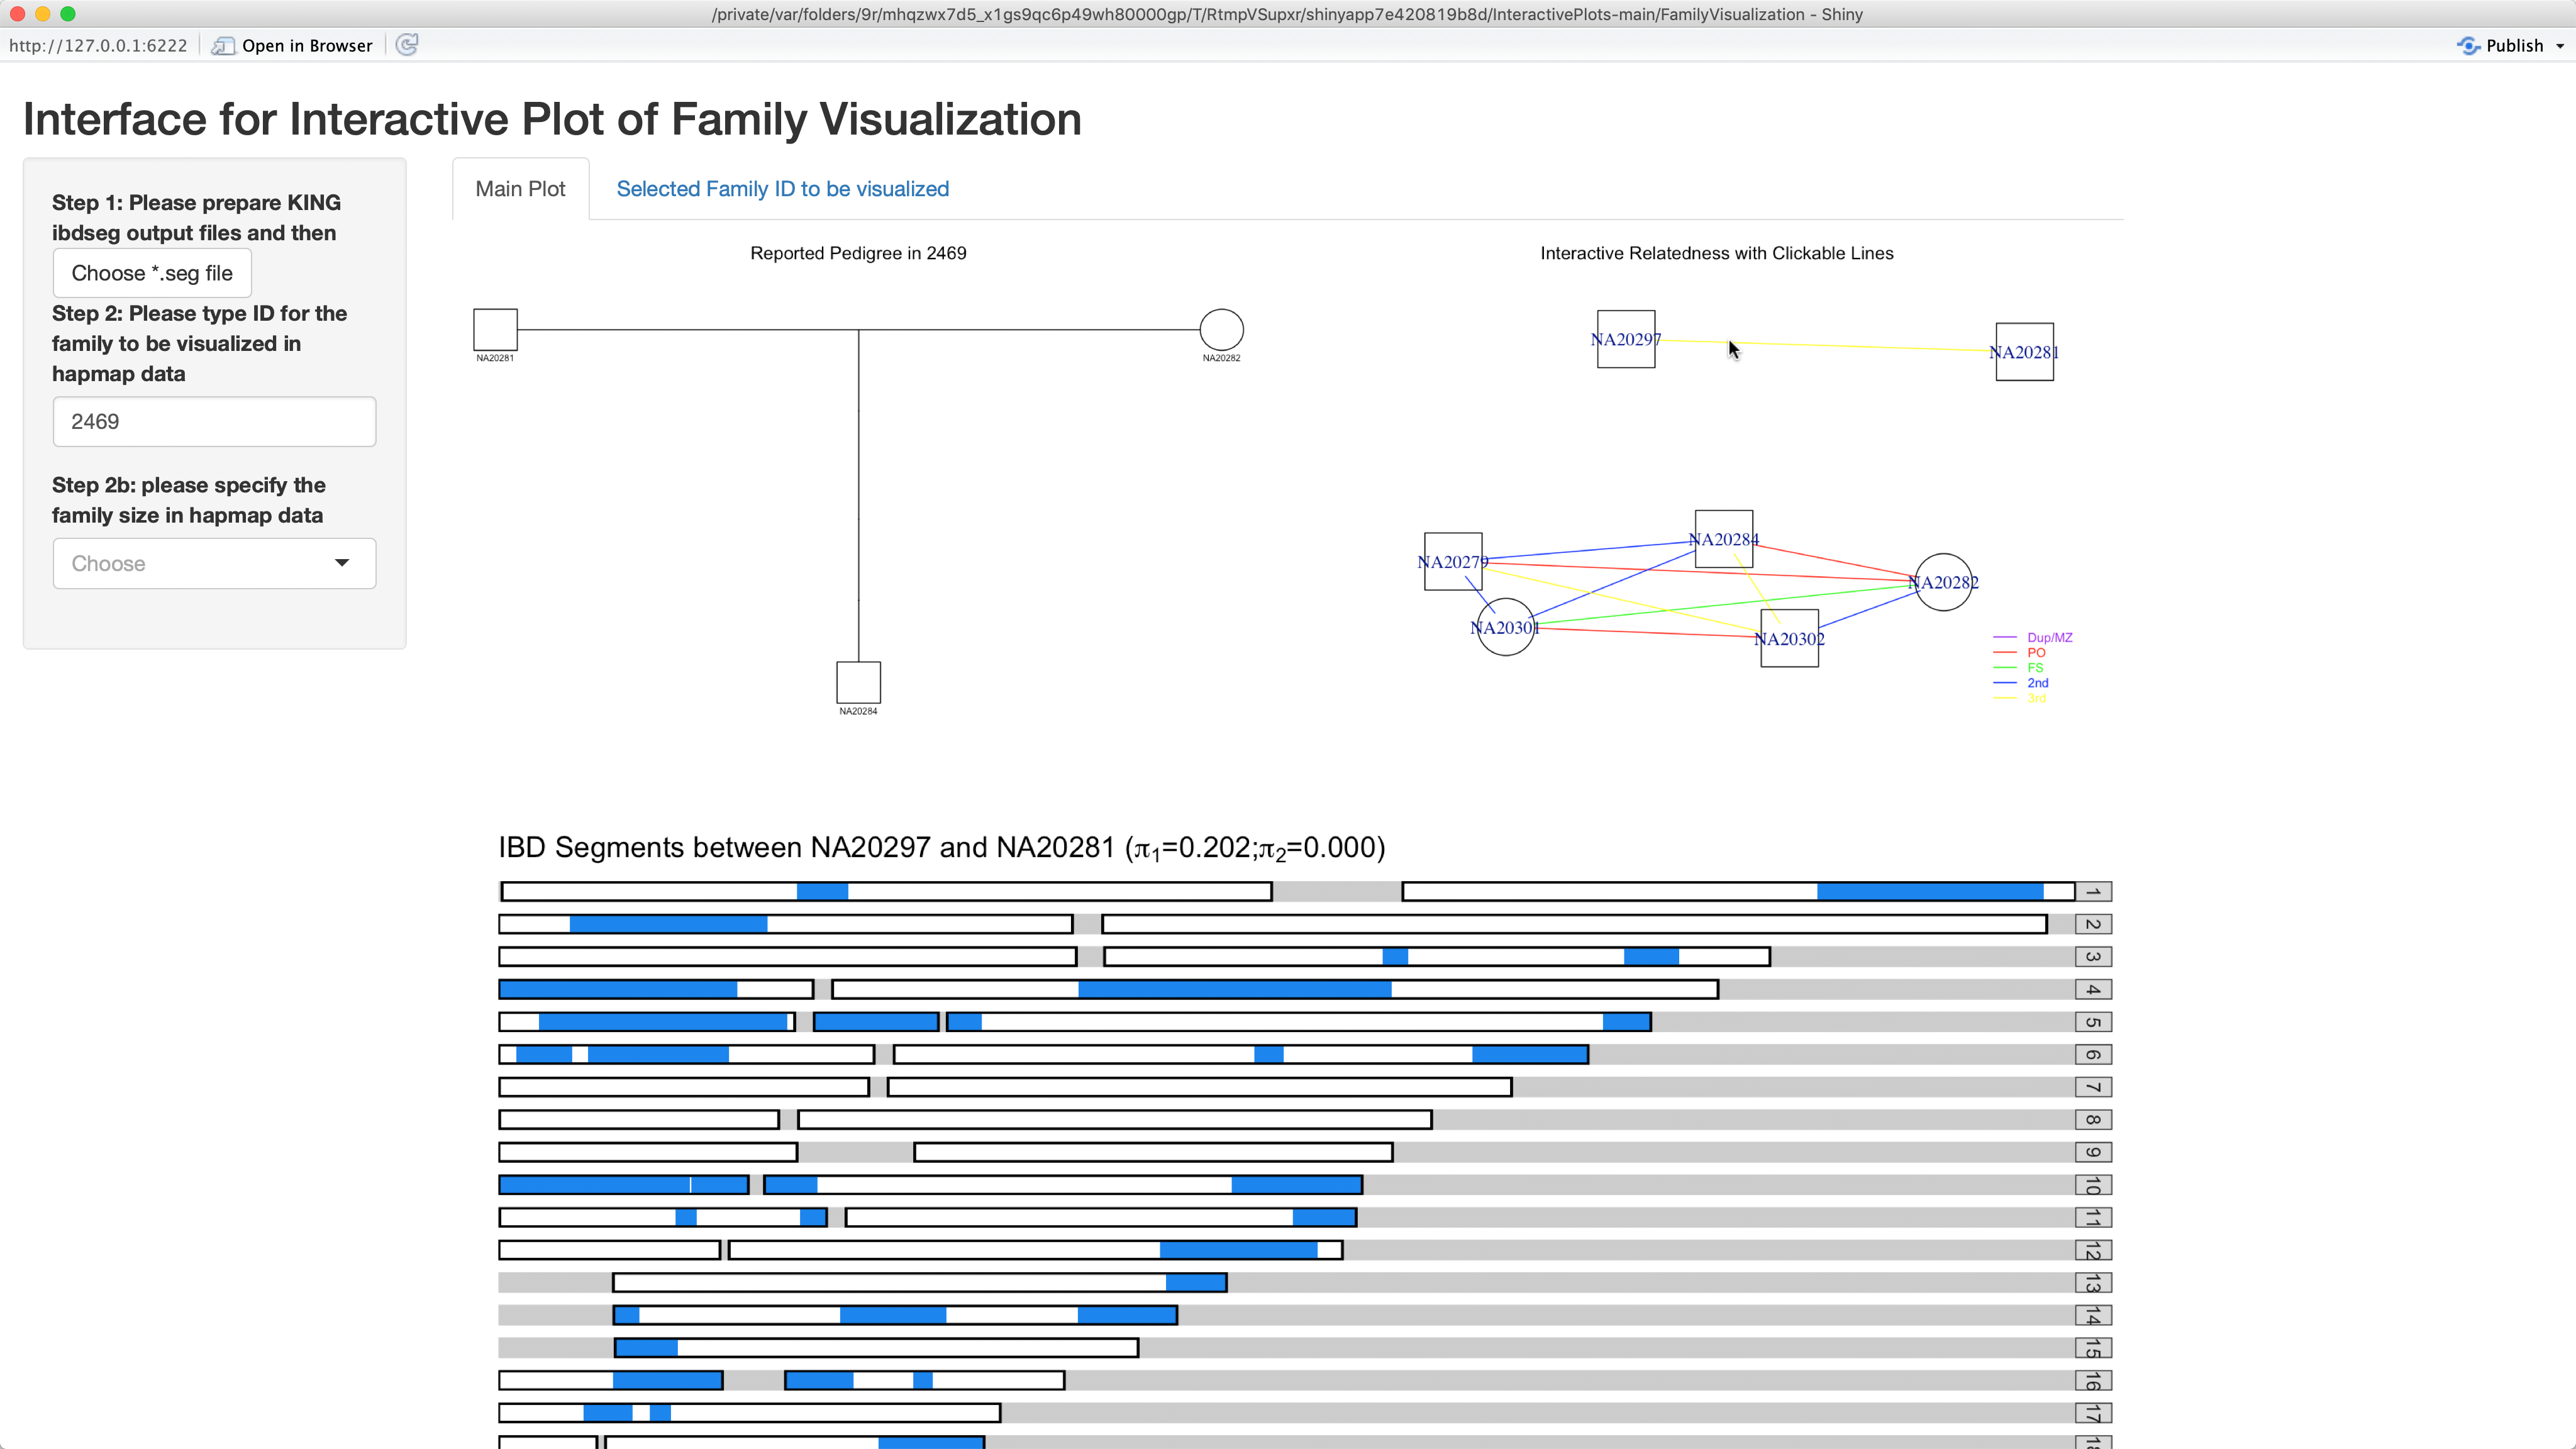 /private/var/folders/9r/mhqzwx7d5_x1gs9qc6p49wh80000gp/T/RtmpVSupxr/shinyapp7e420819b8d/InteractivePlots-main/FamilyVisualization - Shiny
http://127.0.0.1:6222
Open in Browser
Publish
Interface for Interactive Plot of Family Visualization
Step 1: Please prepare KING
ibdseg output files and then
Choose *.seg file
Step 2: Please type ID for the
family to be visualized in
hapmap data
2469
Step 2b: please specify the
family size in hapmap data
Choose
Main Plot
Selected Family ID to be visualized
Reported Pedigree in 2469
NA20281
NA20282
NA20284
Interactive Relatedness with Clickable Lines
NA20297
NA20281
NA20284
NA20279
NA20282
NA20301
NA20302
Dup/MZ
PO
FS
2nd
3rd
IBD Segments between NA20297 and NA20281 (π1=0.202;π2=0.000)
1
2
3
4
5
6
7
8
9
10
11
12
13
14
15
16
17